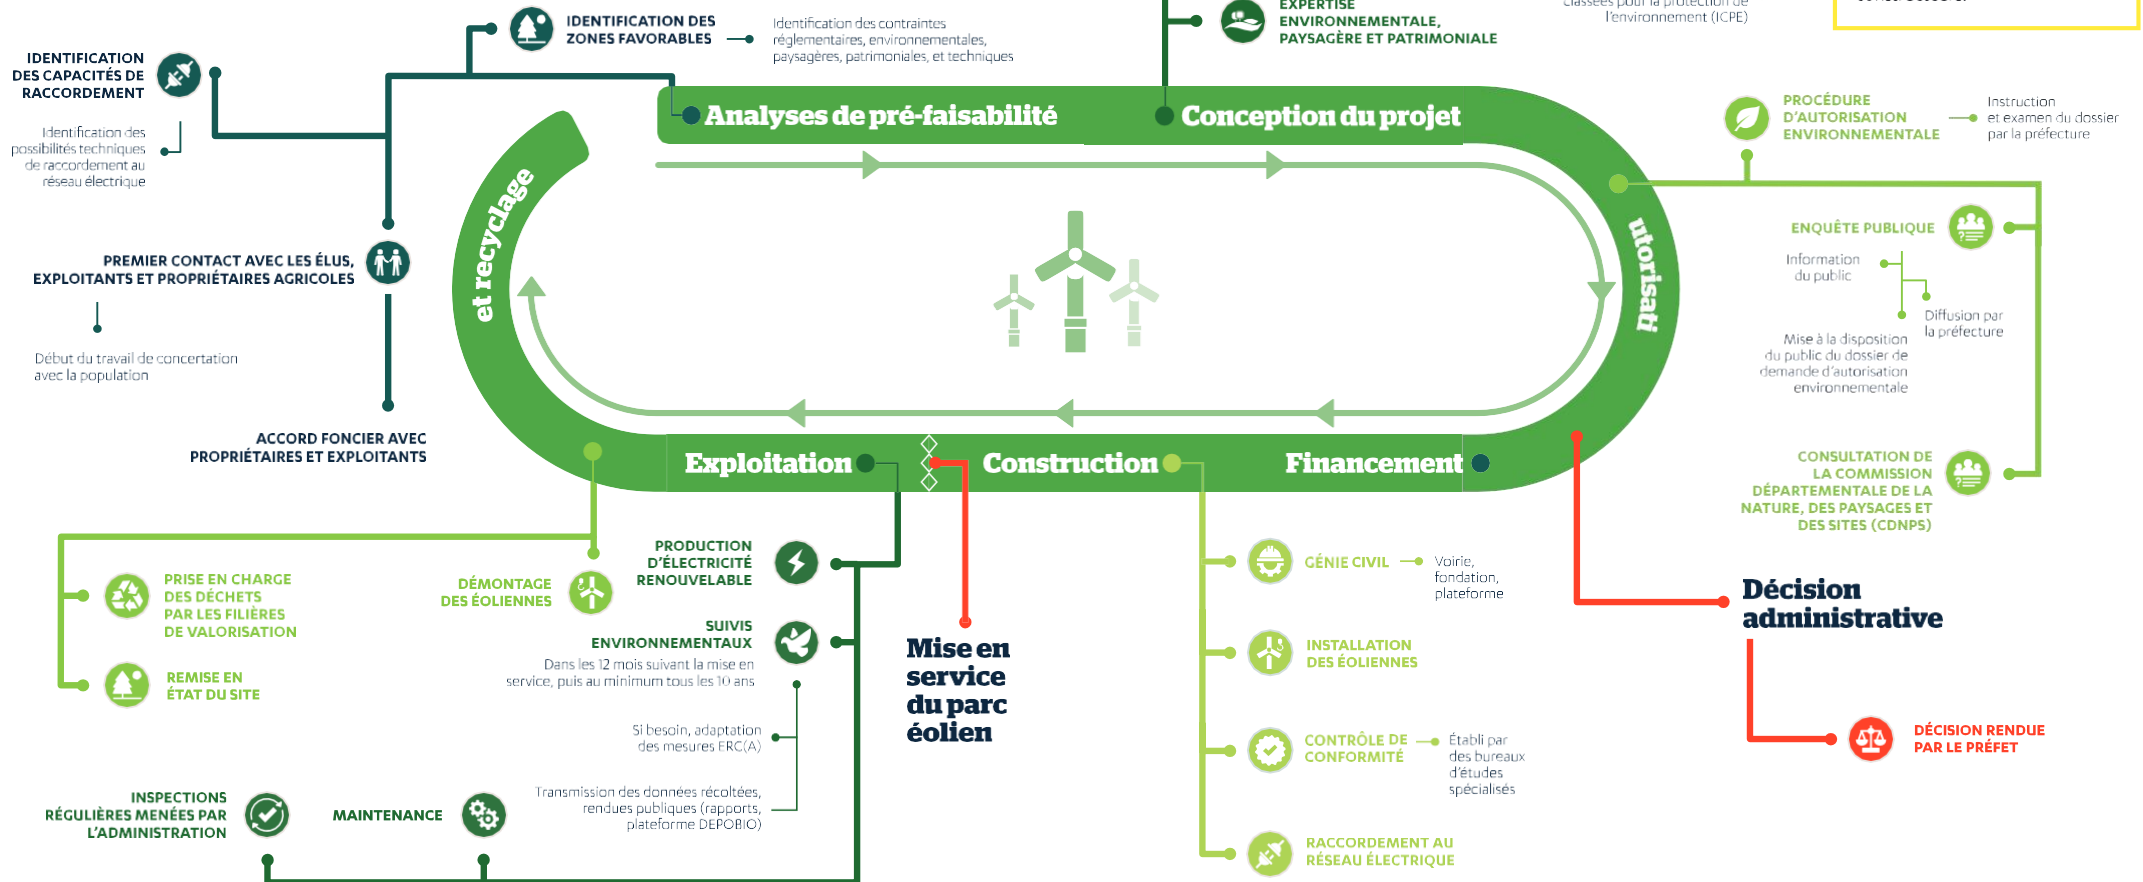 IDENTIFICATION DES
ZONES FAVORABLES
Identification des contraintes
réglementaires, environnementales,
paysagères, patrimoniales, et techniques
EXPERTISE
ENVIRONNEMENTALE,
PAYSAGÈRE ET PATRIMONIALE
classées pour la protection de
l'environnement (ICPE)
IDENTIFICATION
DES CAPACITÉS DE
RACCORDEMENT
Identification des
possibilités techniques
de raccordement au
réseau électrique
PREMIER CONTACT AVEC LES ÉLUS,
EXPLOITANTS ET PROPRIÉTAIRES AGRICOLES
Début du travail de concertation
avec la population
ACCORD FONCIER AVEC
PROPRIÉTAIRES ET EXPLOITANTS
Analyses de pré-faisabilité
Conception du projet
utorisati
PROCÉDURE
D'AUTORISATION
ENVIRONNEMENTALE
Instruction
et examen du dossier
par la préfecture
ENQUÊTE PUBLIQUE
Information
du public
Diffusion par
la préfecture
Mise à la disposition
du public du dossier de
demande d'autorisation
environnementale
CONSULTATION DE
LA COMMISSION
DÉPARTEMENTALE DE LA
NATURE, DES PAYSAGES ET
DES SITES (CDNPS)
Décision
administrative
DÉCISION RENDUE
PAR LE PRÉFET
Financement
Construction
GÉNIE CIVIL
Voirie,
fondation,
plateforme
INSTALLATION
DES ÉOLIENNES
CONTRÔLE DE
CONFORMITÉ
Établi par
des bureaux
d'études
spécialisés
RACCORDEMENT AU
RÉSEAU ÉLECTRIQUE
Mise en
service
du parc
éolien
Exploitation
PRODUCTION
D'ÉLECTRICITÉ
RENOUVELABLE
SUIVIS
ENVIRONNEMENTAUX
Dans les 12 mois suivant la mise en
service, puis au minimum tous les 10 ans
Si besoin, adaptation
des mesures ERC(A)
Transmission des données récoltées,
rendues publiques (rapports,
plateforme DEPOBIO)
MAINTENANCE
INSPECTIONS
RÉGULIÈRES MENÉES PAR
L'ADMINISTRATION
et recyclage
DÉMONTAGE
DES ÉOLIENNES
PRISE EN CHARGE
DES DÉCHETS
PAR LES FILIÈRES
DE VALORISATION
REMISE EN
ÉTAT DU SITE